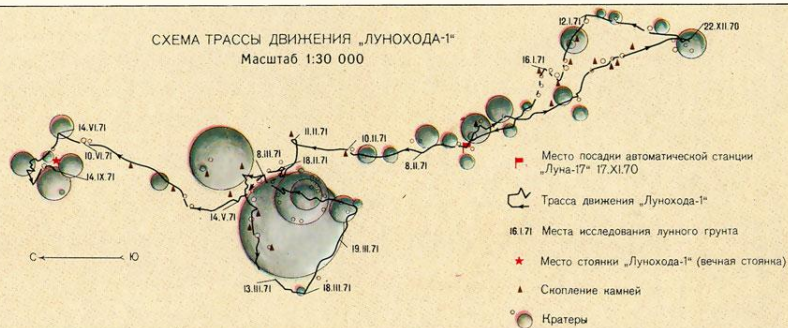 СХЕМА ТРАССЫ ДВИЖЕНИЯ „ЛУНОХОДА-1"
Масштаб 1:30 000
12.I.71
22.XII.70
16.I.71
14.VI.71
10.VI.71
14.IX.71
11.II.71
10.II.71
8.II.71
8.III.71
18.II.71
14.V.71
19.III.71
13.III.71
18.III.71
С
Ю
Место посадки автоматической станции
„Луна-17" 17.XI.70
Трасса движения „Лунохода-1"
16.I.71 Места исследования лунного грунта
Место стоянки „Лунохода-1" (вечная стоянка)
Скопление камней
Кратеры